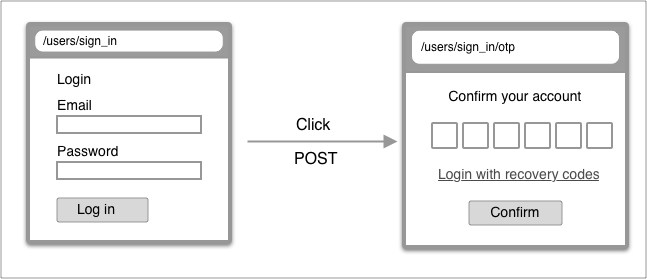 /users/sign_in
Login
Email
Password
Log in
Click
POST
/users/sign_in/otp
Confirm your account
Login with recovery codes
Confirm